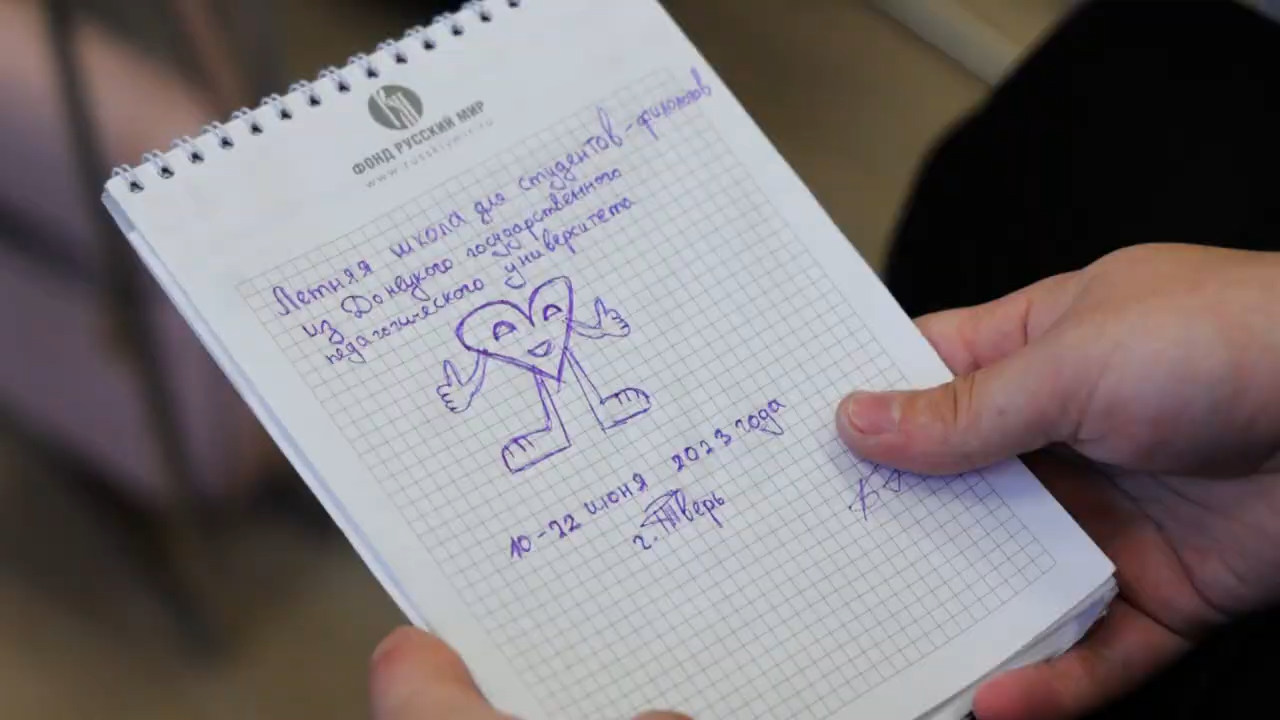 ФОНД РУССКИЙ МИР
www.russkiymir.ru
Летняя школа для студентов-филологов
из Донецкого государственного
педагогического университета
10-22 июня 2023 года
г. Тверь